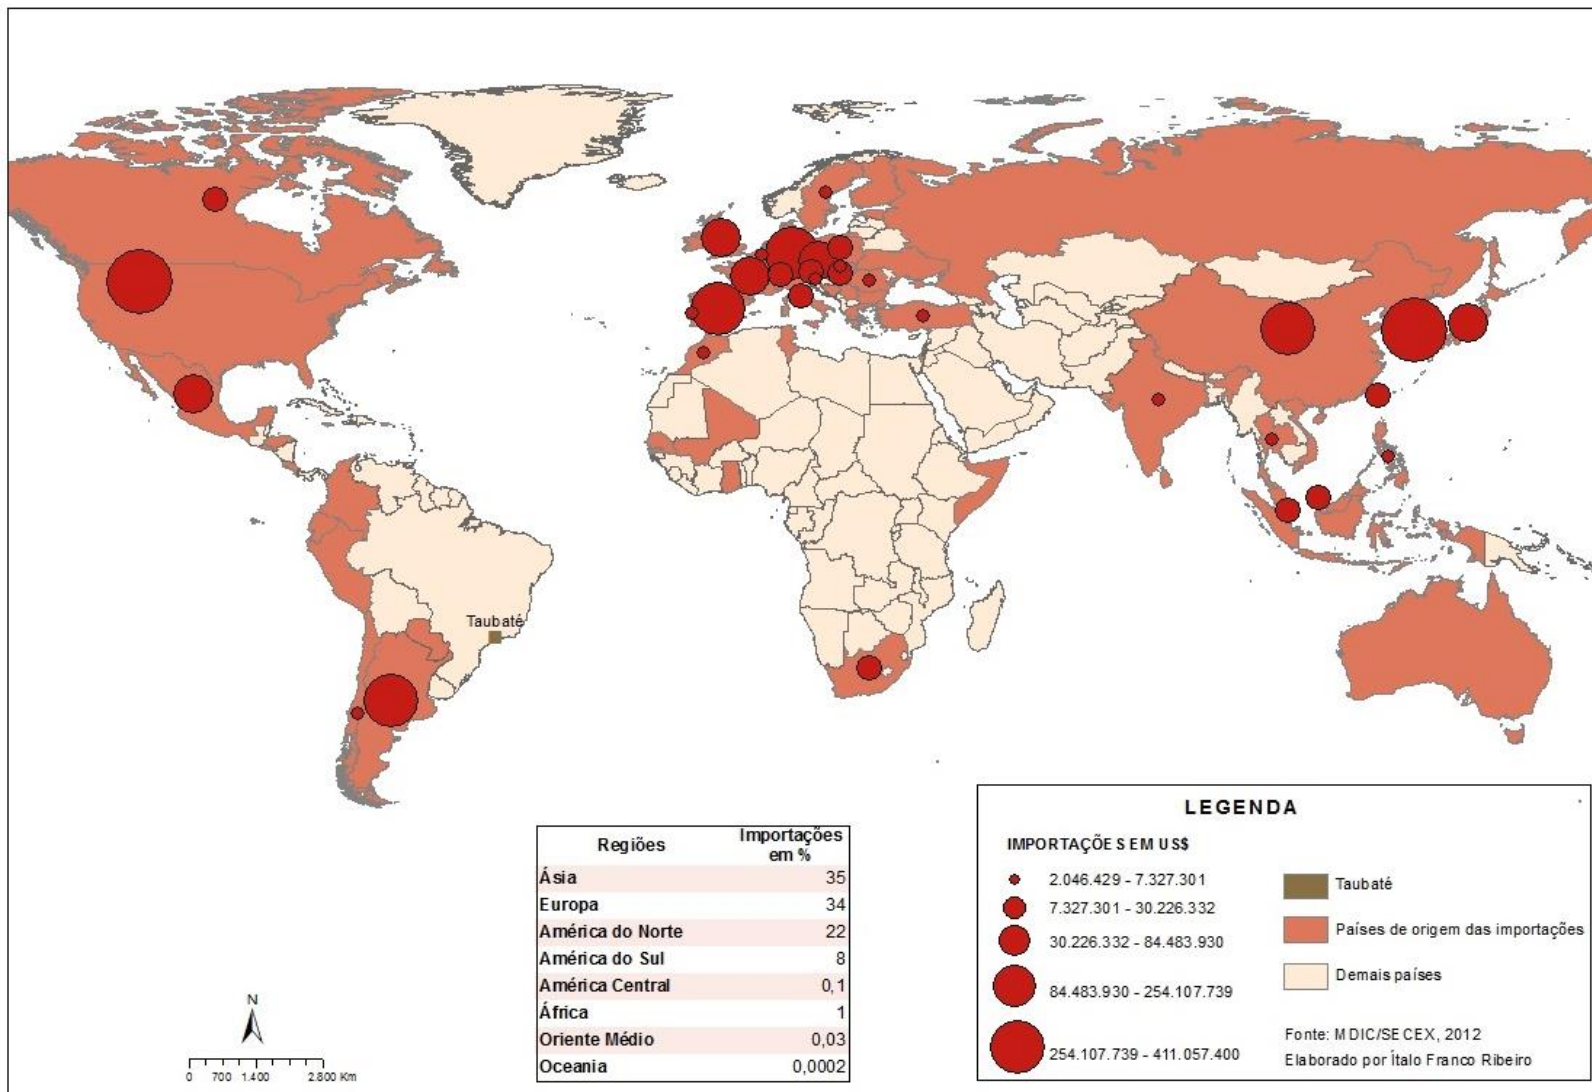 Taubaté
Regiões Importações em %
Ásia 35
Europa 34
América do Norte 22
América do Sul 8
América Central 0,1
África 1
Oriente Médio 0,03
Oceania 0,0002
N
0 700 1.400 2.800 Km
LEGENDA
IMPORTAÇÕES EM US$
2.046.429 - 7.327.301
7.327.301 - 30.226.332
30.226.332 - 84.483.930
84.483.930 - 254.107.739
254.107.739 - 411.057.400
Taubaté
Países de origem das importações
Demais países
Fonte: MDIC/SECEX, 2012
Elaborado por Ítalo Franco Ribeiro